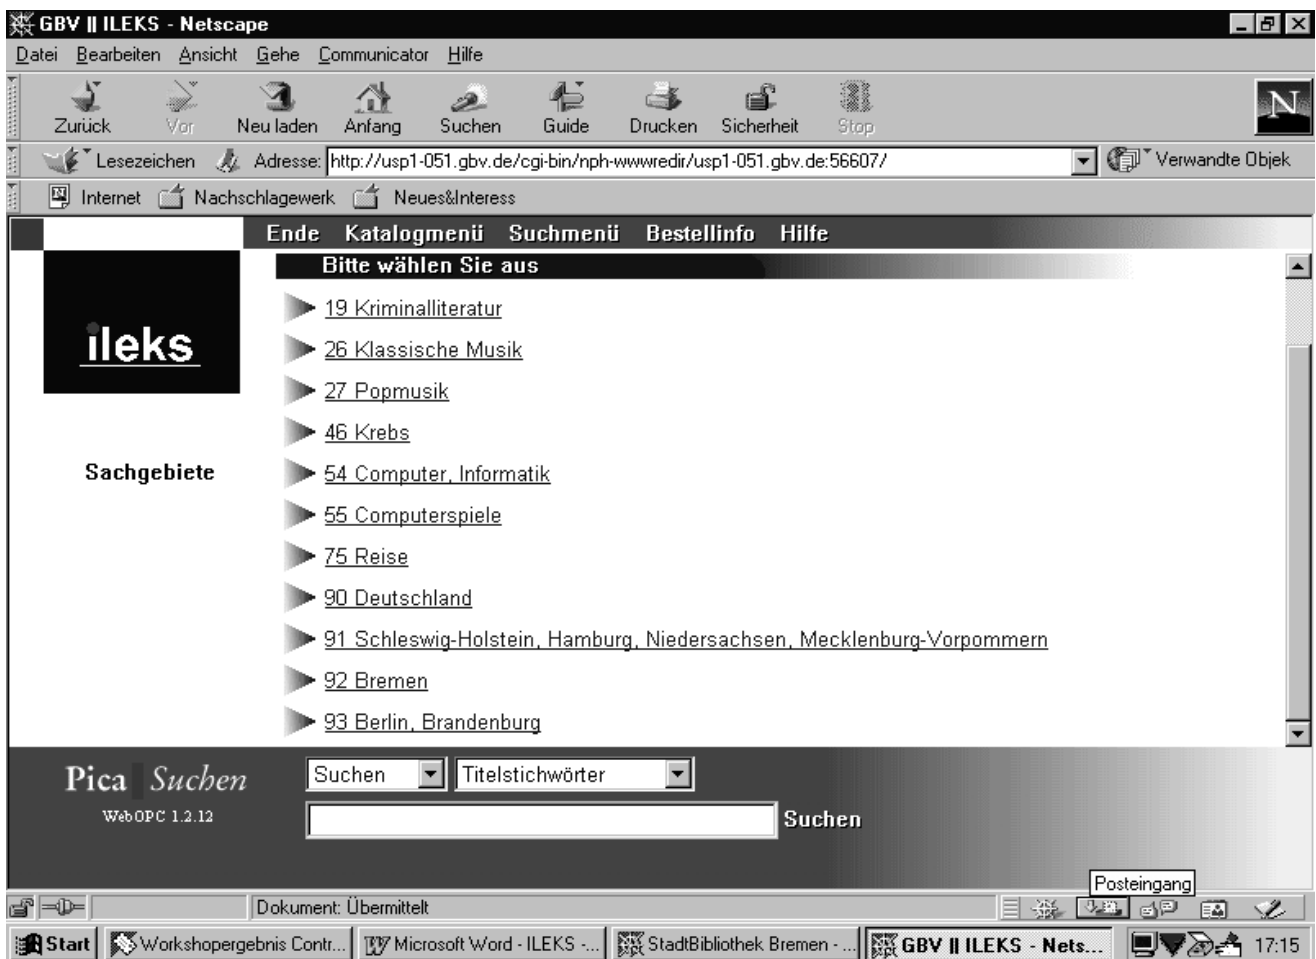 GBV || ILEKS - Netscape
Datei Bearbeiten Ansicht Gehe Communicator Hilfe
Zurück Vor Neu laden Anfang Suchen Guide Drucken Sicherheit Stop
N
Lesezeichen Adresse: http://usp1-051.gbv.de/cgi-bin/nph-wwwredir/usp1-051.gbv.de:56607/ Verwandte Objek
Internet Nachschlagewerk Neues&Interess
Ende Katalogmenü Suchmenü Bestellinfo Hilfe
Bitte wählen Sie aus
ileks
Sachgebiete
19 Kriminalliteratur
26 Klassische Musik
27 Popmusik
46 Krebs
54 Computer, Informatik
55 Computerspiele
75 Reise
90 Deutschland
91 Schleswig-Holstein, Hamburg, Niedersachsen, Mecklenburg-Vorpommern
92 Bremen
93 Berlin, Brandenburg
Pica Suchen
WebOPC 1.2.12
Suchen Titelstichwörter
Suchen
Posteingang
Dokument: Übermittelt
Start Workshopergebnis Contr... Microsoft Word - ILEKS -... StadtBibliothek Bremen - ... GBV || ILEKS - Nets... 17:15